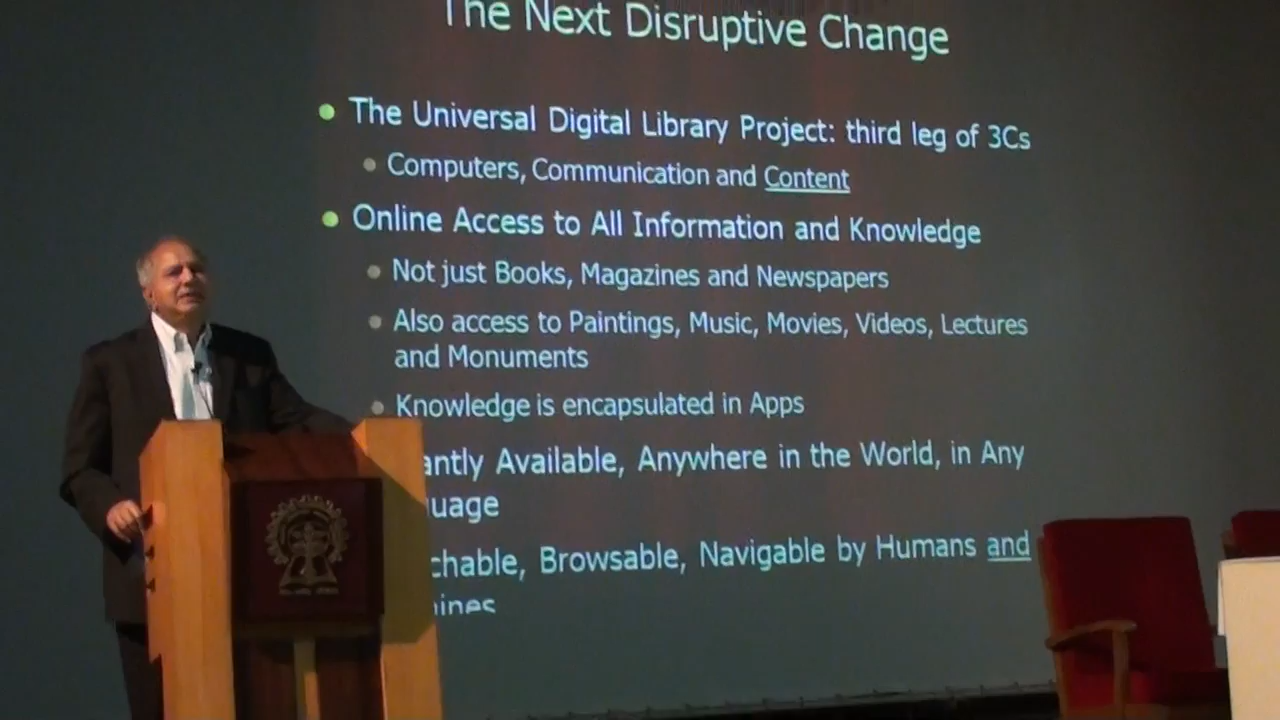 The Next Disruptive Change
The Universal Digital Library Project: third leg of 3Cs
Computers, Communication and Content
Online Access to All Information and Knowledge
Not just Books, Magazines and Newspapers
Also access to Paintings, Music, Movies, Videos, Lectures
and Monuments
Knowledge is encapsulated in Apps
Available, Anywhere in the World, in Any
Browsable, Navigable by Humans and